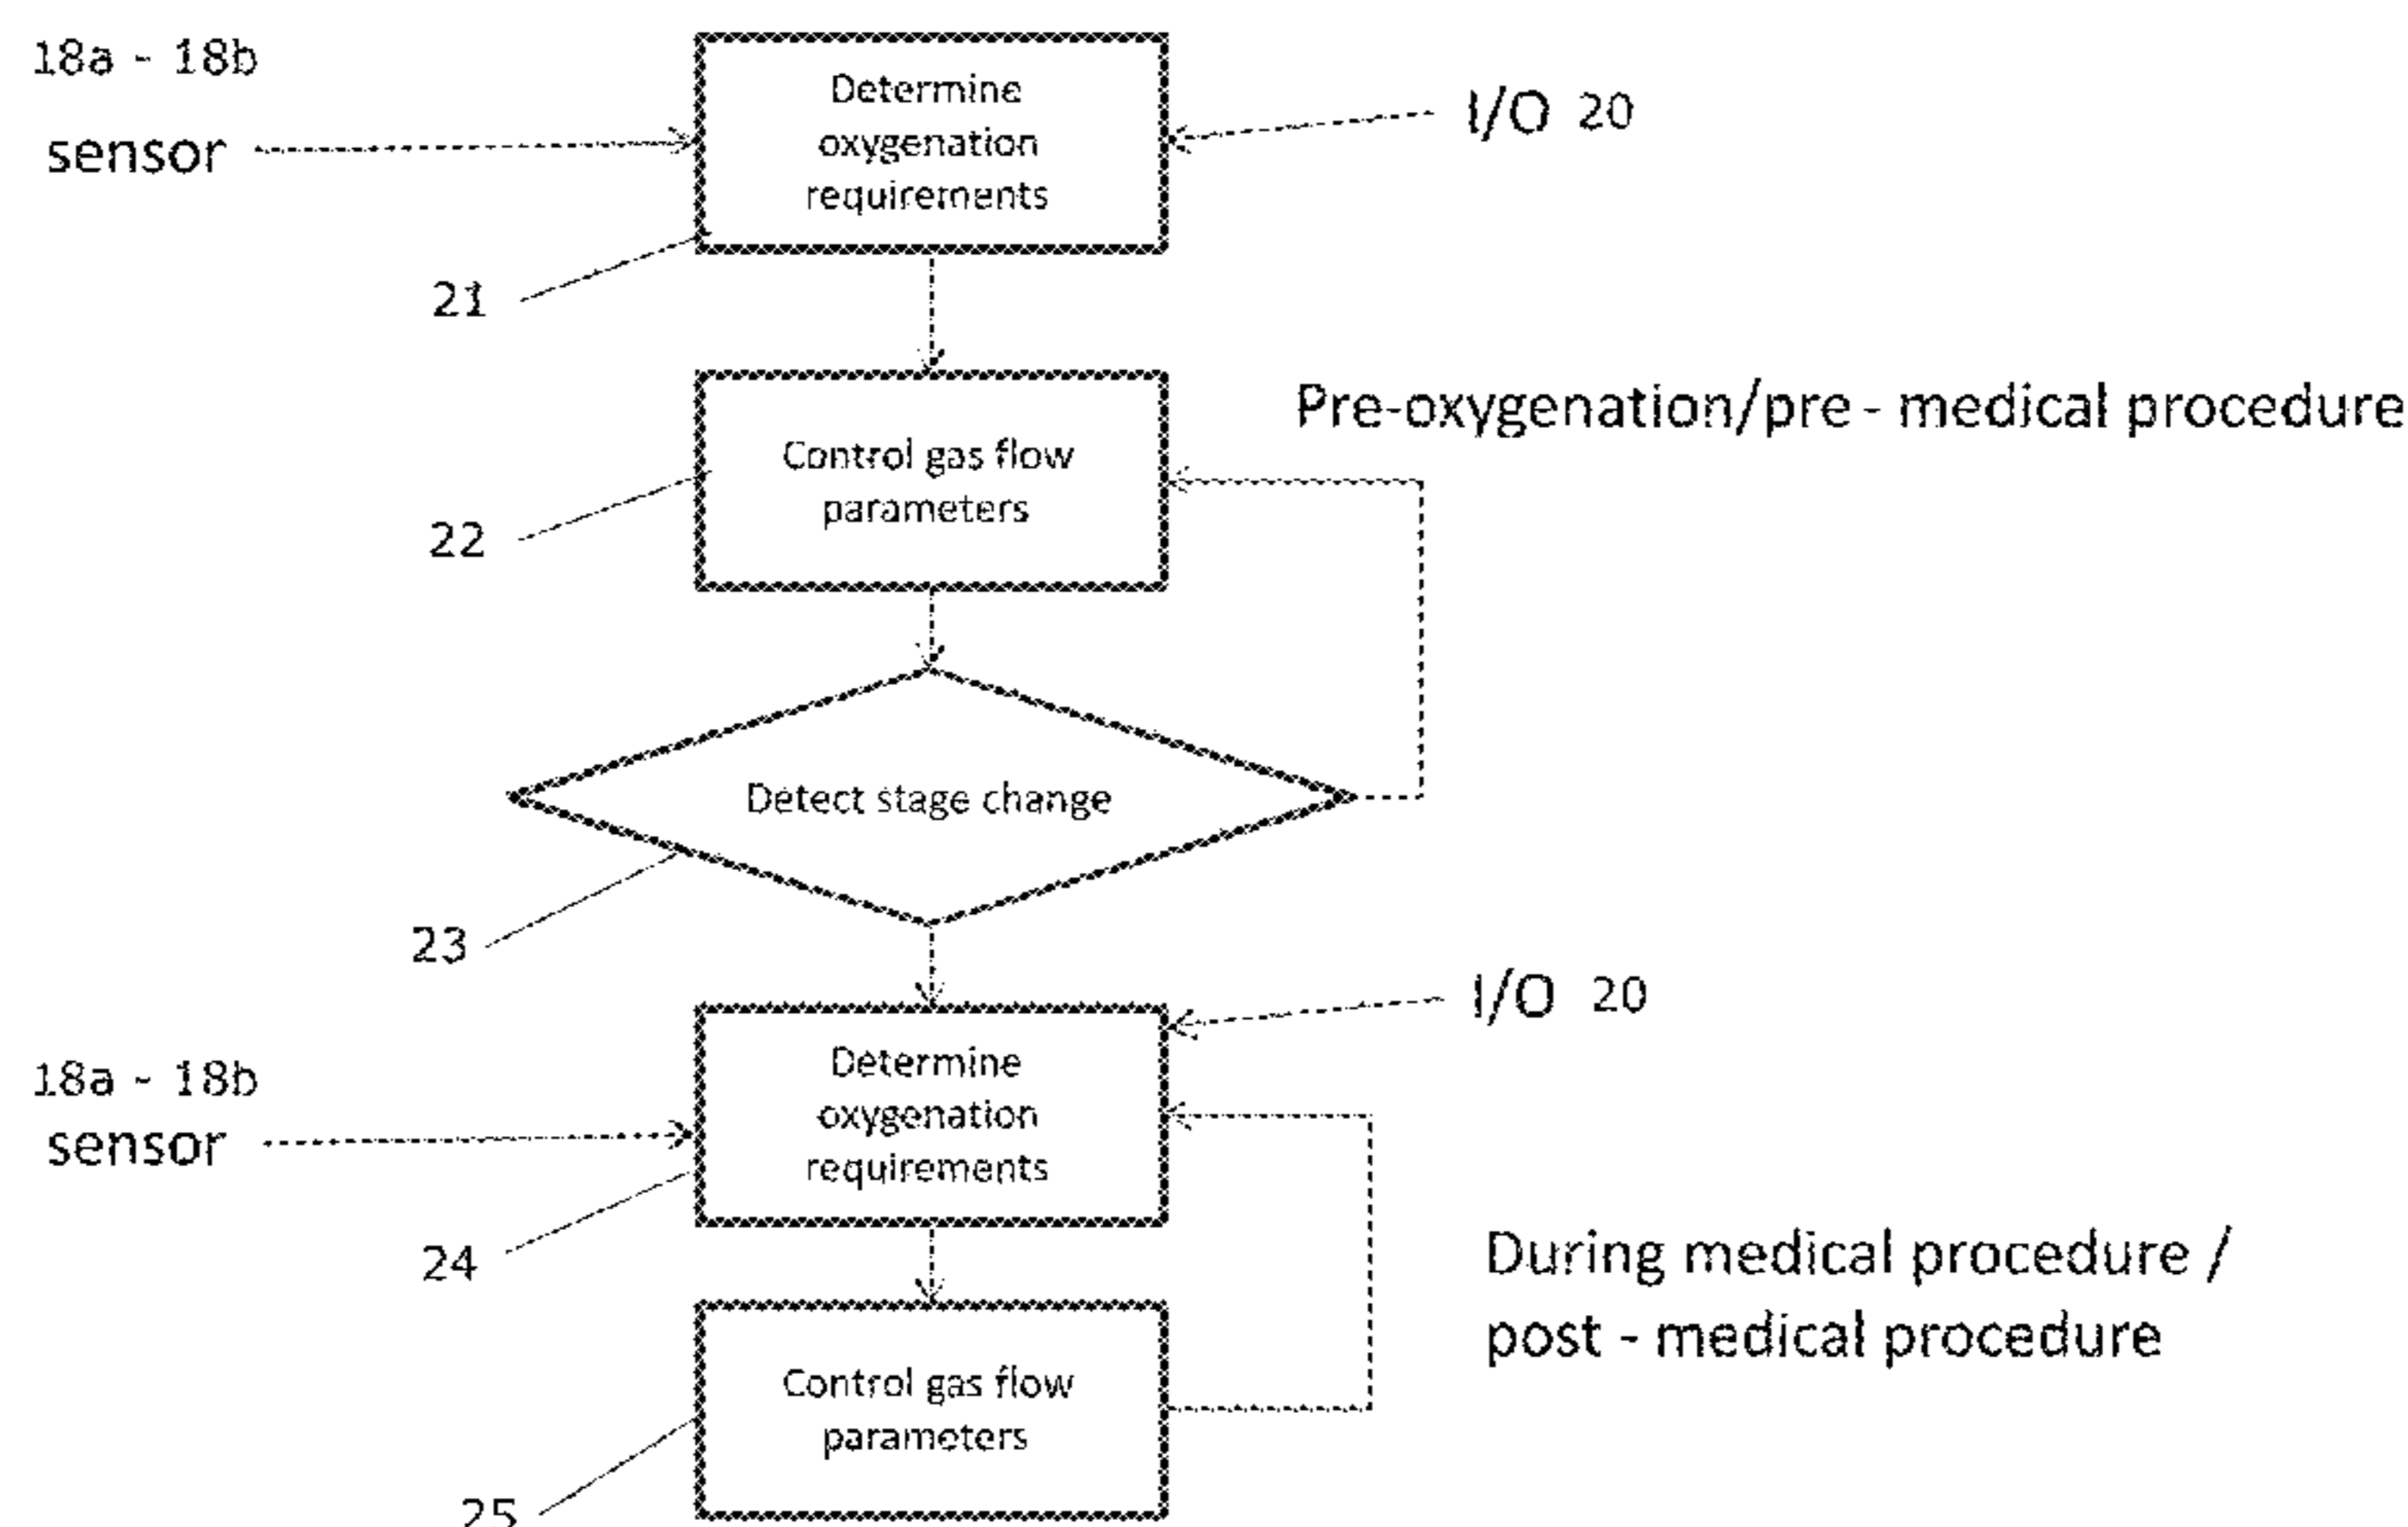 18a - 18b
sensor
Determine
oxygenation
requirements
I/O 20
21
Control gas flow
parameters
22
Pre-oxygenation/pre - medical procedure
Detect stage change
23
18a - 18b
sensor
Determine
oxygenation
requirements
I/O 20
24
During medical procedure /
post - medical procedure
Control gas flow
parameters
25